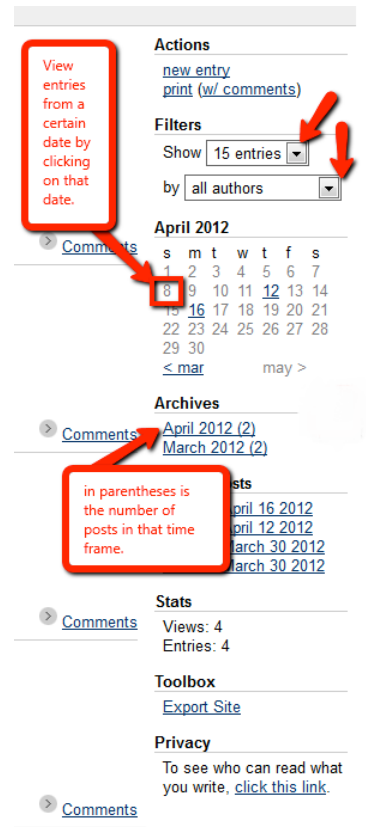 Actions
new entry
print (w/ comments)
View
entries
from a
certain
date by
clicking
on that
date.
Filters
Show 15 entries
by all authors
Comments
April 2012
s m t w t f s
1 2 3 4 5 6 7
8 9 10 11 12 13 14
15 16 17 18 19 20 21
22 23 24 25 26 27 28
29 30
< mar may >
Archives
April 2012 (2)
March 2012 (2)
Comments
in parentheses is
the number of
posts in that time
frame.
16 2012
12 2012
30 2012
30 2012
Stats
Views: 4
Entries: 4
Comments
Toolbox
Export Site
Privacy
To see who can read what
you write, click this link.
Comments